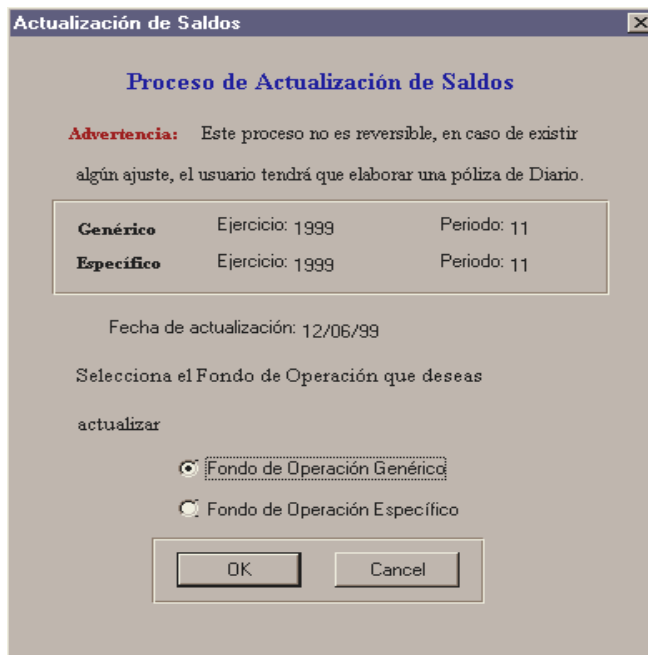 Actualización de Saldos
Proceso de Actualización de Saldos
Advertencia: Este proceso no es reversible, en caso de existir
algún ajuste, el usuario tendrá que elaborar una póliza de Diario.
Genérico Ejercicio: 1999 Periodo: 11
Específico Ejercicio: 1999 Periodo: 11
Fecha de actualización: 12/06/99
Selecciona el Fondo de Operación que deseas
actualizar
Fondo de Operación Genérico
Fondo de Operación Específico
OK Cancel